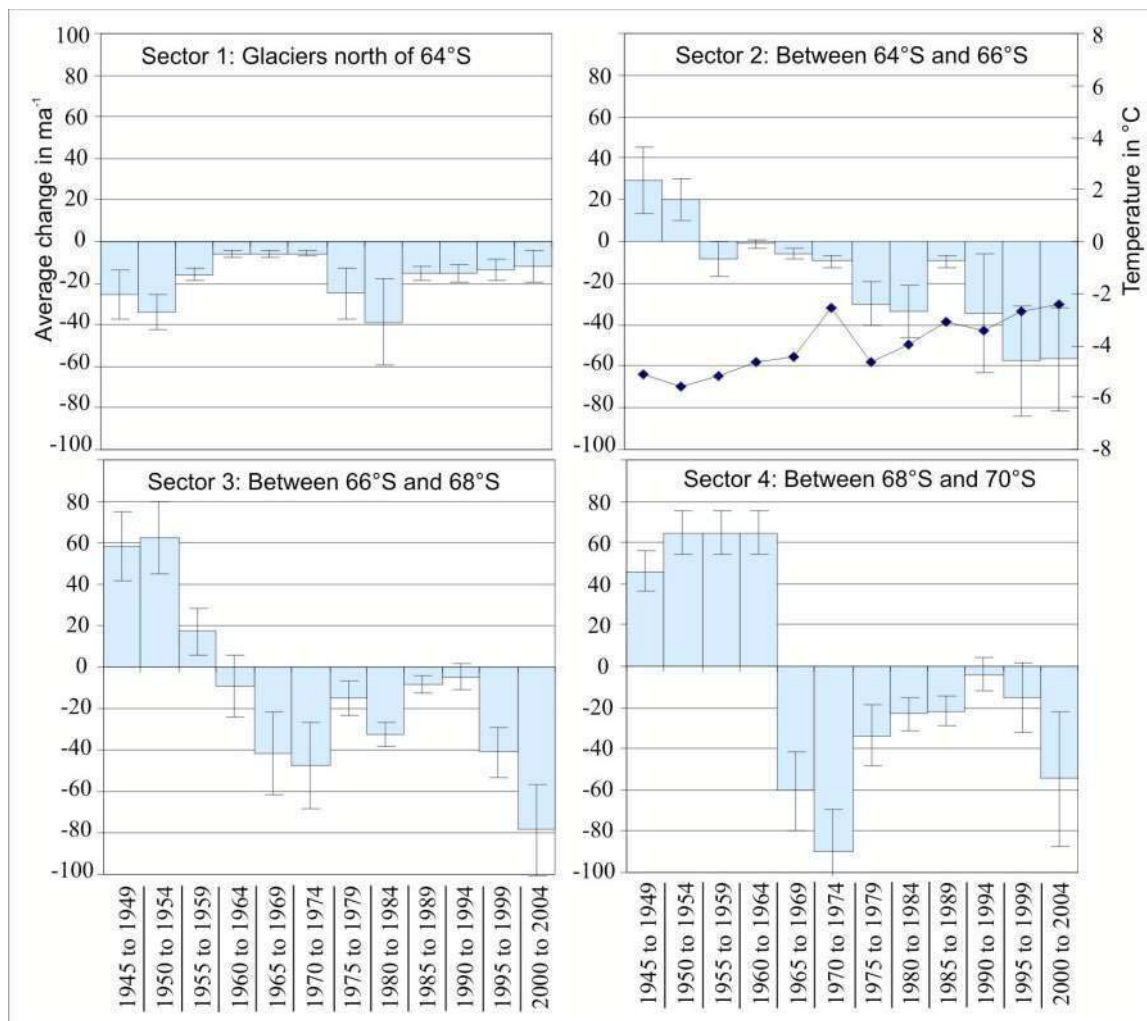 Sector 1: Glaciers north of 64°S
Average change in ma⁻¹
100
80
60
40
20
0
-20
-40
-60
-80
-100
Sector 2: Between 64°S and 66°S
100
80
60
40
20
0
-20
-40
-60
-80
-100
8
6
4
2
0
-2
-4
-6
-8
Temperature in °C
Sector 3: Between 66°S and 68°S
80
60
40
20
0
-20
-40
-60
-80
-100
Sector 4: Between 68°S and 70°S
80
60
40
20
0
-20
-40
-60
-80
-100
1945 to 1949
1950 to 1954
1955 to 1959
1960 to 1964
1965 to 1969
1970 to 1974
1975 to 1979
1980 to 1984
1985 to 1989
1990 to 1994
1995 to 1999
2000 to 2004
1945 to 1949
1950 to 1954
1955 to 1959
1960 to 1964
1965 to 1969
1970 to 1974
1975 to 1979
1980 to 1984
1985 to 1989
1990 to 1994
1995 to 1999
2000 to 2004